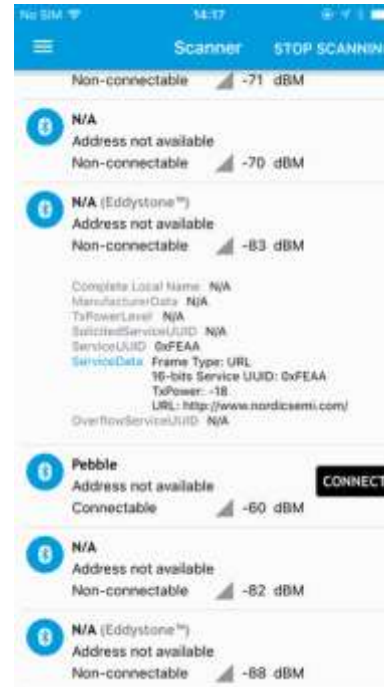 No SIM 14:17
Scanner STOP SCANNIN
Non-connectable -71 dBM
N/A
Address not available
Non-connectable -70 dBM
N/A (Eddystone™)
Address not available
Non-connectable -83 dBM
Complete Local Name N/A
ManufacturerData N/A
TxPowerLevel N/A
SolicitedServiceUUID N/A
ServiceUUID 0xFEAA
ServiceData Frame Type: URL
16-bits Service UUID: 0xFEAA
TxPower: -18
URL: http://www.nordicsemi.com/
OverflowServiceUUID N/A
Pebble
Address not available CONNECT
Connectable -60 dBM
N/A
Address not available
Non-connectable -82 dBM
N/A (Eddystone™)
Address not available
Non-connectable -88 dBM